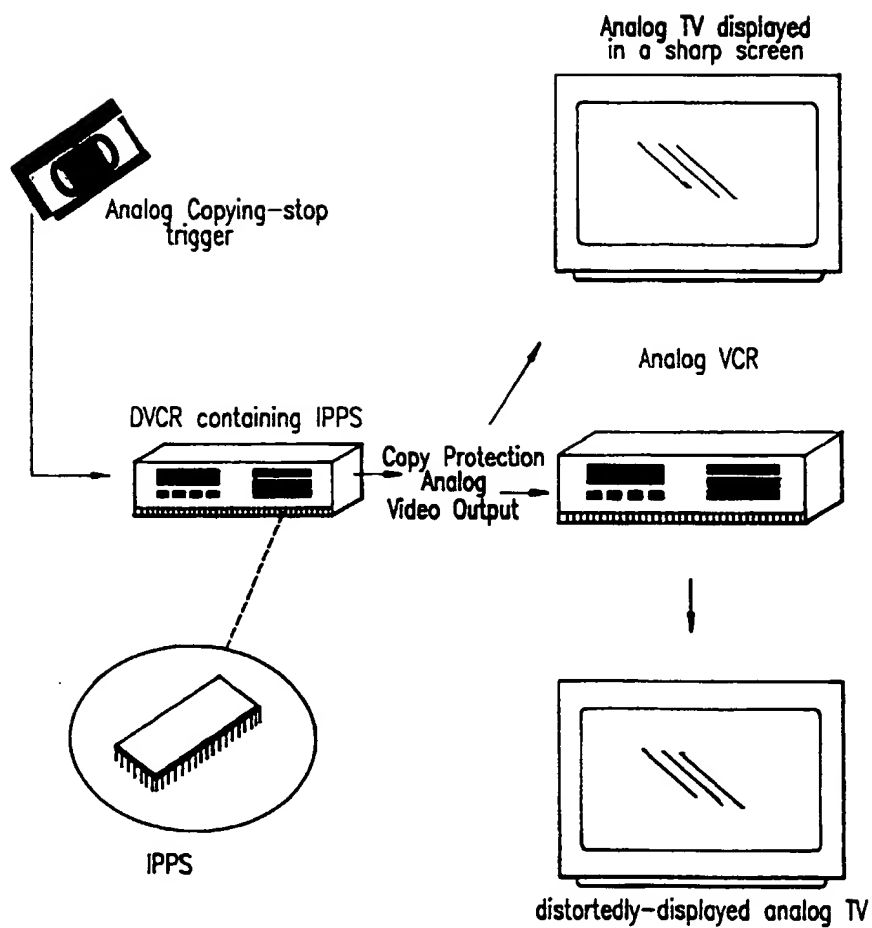 Analog TV displayed
in a sharp screen
Analog Copying-stop
trigger
Analog VCR
DVCR containing IPPS
Copy Protection
Analog
Video Output
IPPS
distortedly-displayed analog TV